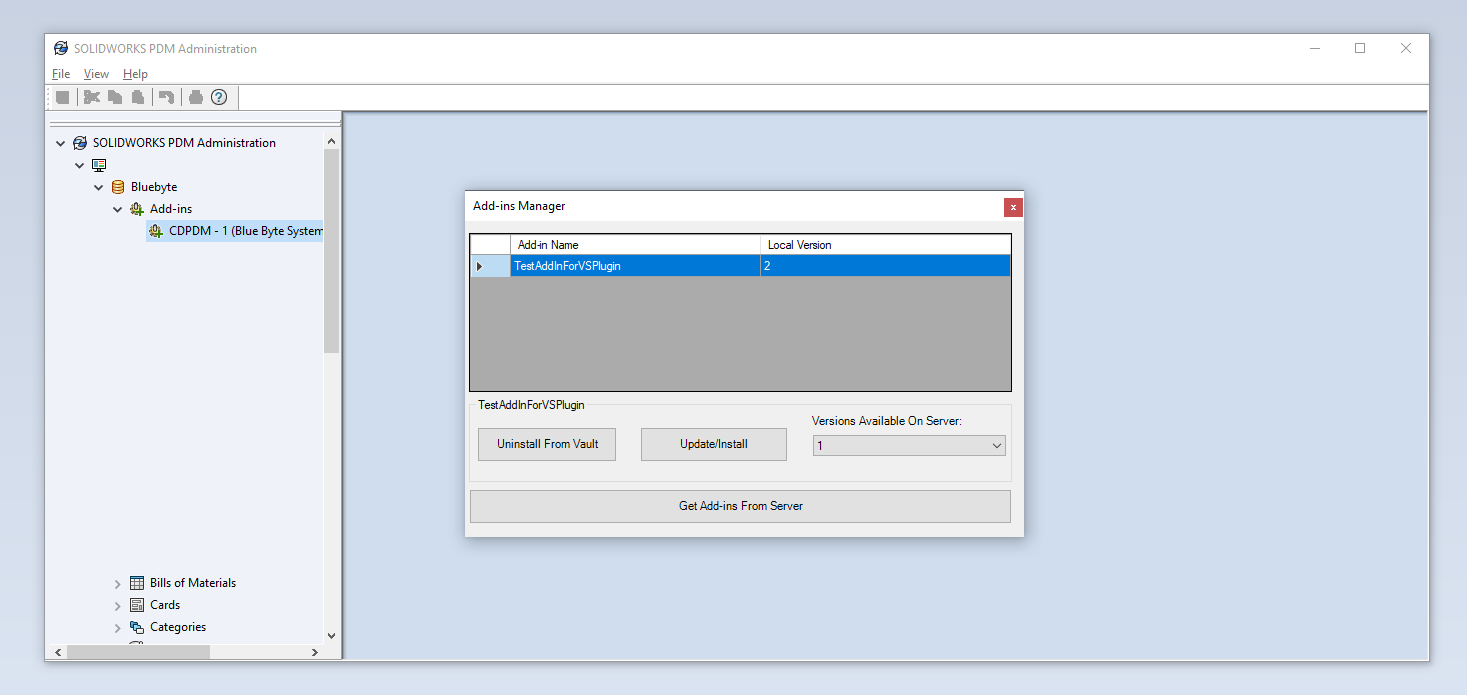 SOLIDWORKS PDM Administration
File View Help
SOLIDWORKS PDM Administration
Bluebyte
Add-ins
CDPDM - 1 (Blue Byte System
Bills of Materials
Cards
Categories
Add-ins Manager
x
Add-in Name Local Version
TestAddInForVSPlugin 2
TestAddInForVSPlugin
Versions Available On Server:
Uninstall From Vault Update/Install 1
Get Add-ins From Server